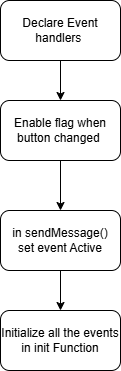 Declare Event
handlers
Enable flag when
button changed
in sendMessage()
set event Active
Initialize all the events
in init Function